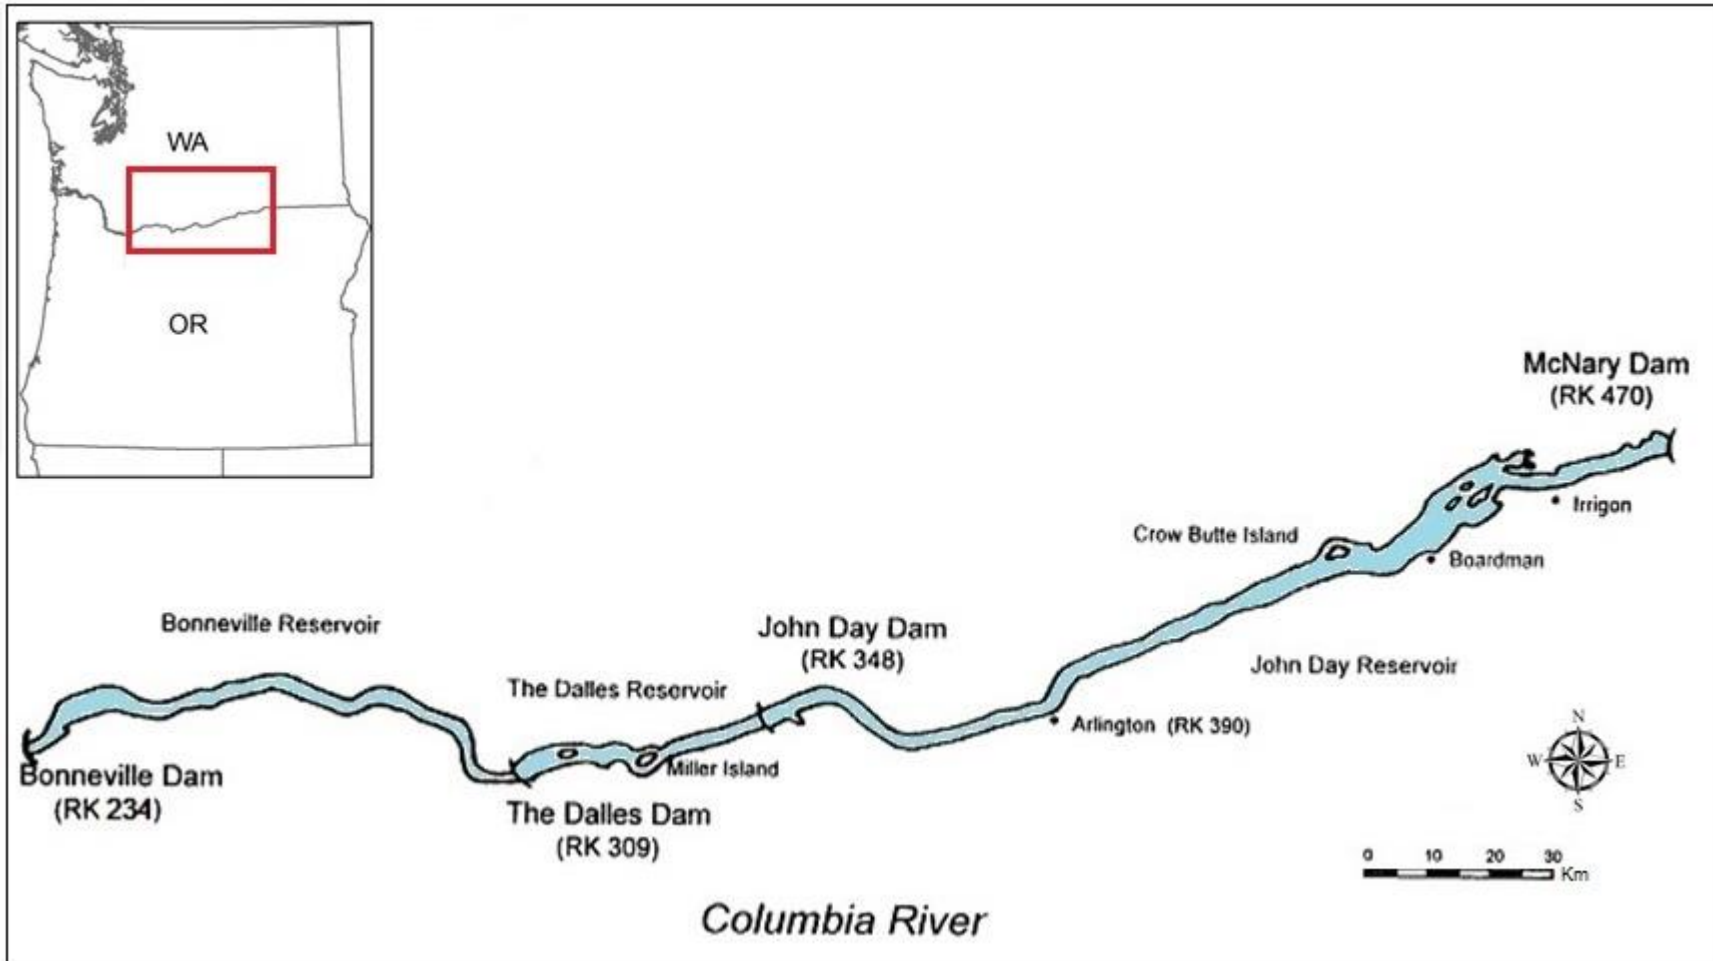 WA
OR
McNary Dam
(RK 470)
Irrigon
Crow Butte Island
Boardman
Bonneville Reservoir
John Day Dam
(RK 348)
John Day Reservoir
The Dalles Reservoir
Arlington (RK 390)
Miller Island
Bonneville Dam
(RK 234)
The Dalles Dam
(RK 309)
N
W E
S
0 10 20 30
Km
Columbia River